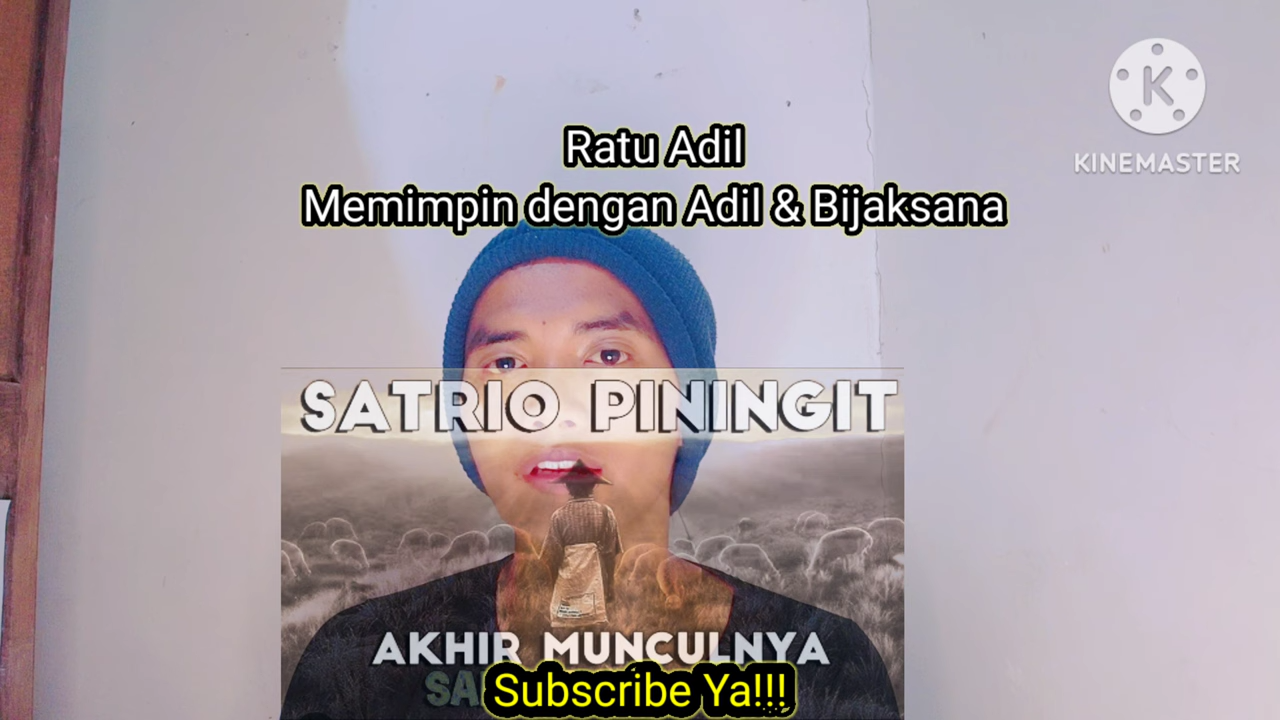 KINEMASTER
Ratu Adil
Memimpin dengan Adil & Bijaksana
SATRIO PININGIT
AKHIR MUNCULNYA
Subscribe Ya!!!